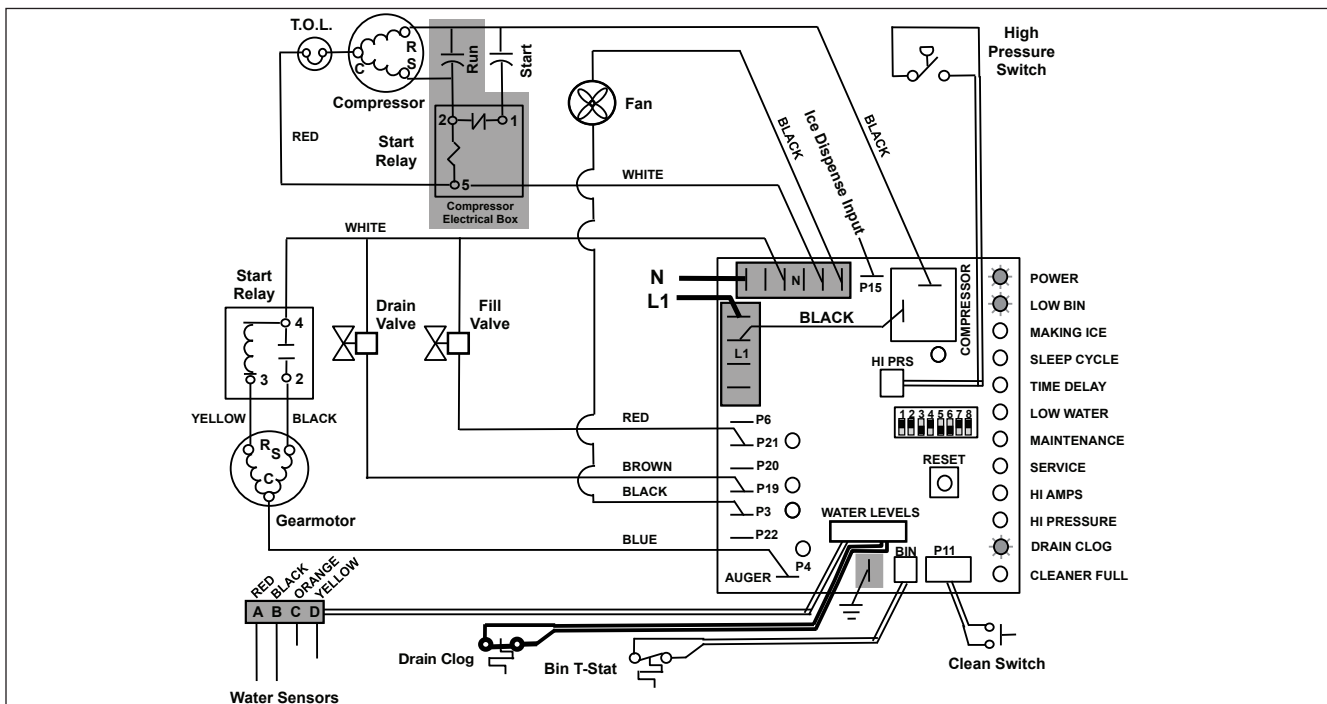 T.O.L.
R
S
C
Compressor
Run
Start
2
1
5
Start
Relay
Compressor
Electrical Box
RED
WHITE
WHITE
Fan
BLACK
Ice Dispense Input
BLACK
High
Pressure
Switch
Start
Relay
4
3
2
YELLOW
BLACK
R
S
C
Gearmotor
Drain
Valve
Fill
Valve
N
L1
N
P15
BLACK
L1
COMPRESSOR
HI PRS
P6
RED
P21
P20
BROWN
P19
BLACK
P3
P22
BLUE
P4
AUGER
1 2 3 4 5 6 7 8
RESET
WATER LEVELS
BIN
P11
POWER
LOW BIN
MAKING ICE
SLEEP CYCLE
TIME DELAY
LOW WATER
MAINTENANCE
SERVICE
HI AMPS
HI PRESSURE
DRAIN CLOG
CLEANER FULL
RED
BLACK
ORANGE
YELLOW
A B C D
Water Sensors
Drain Clog
Bin T-Stat
Clean Switch